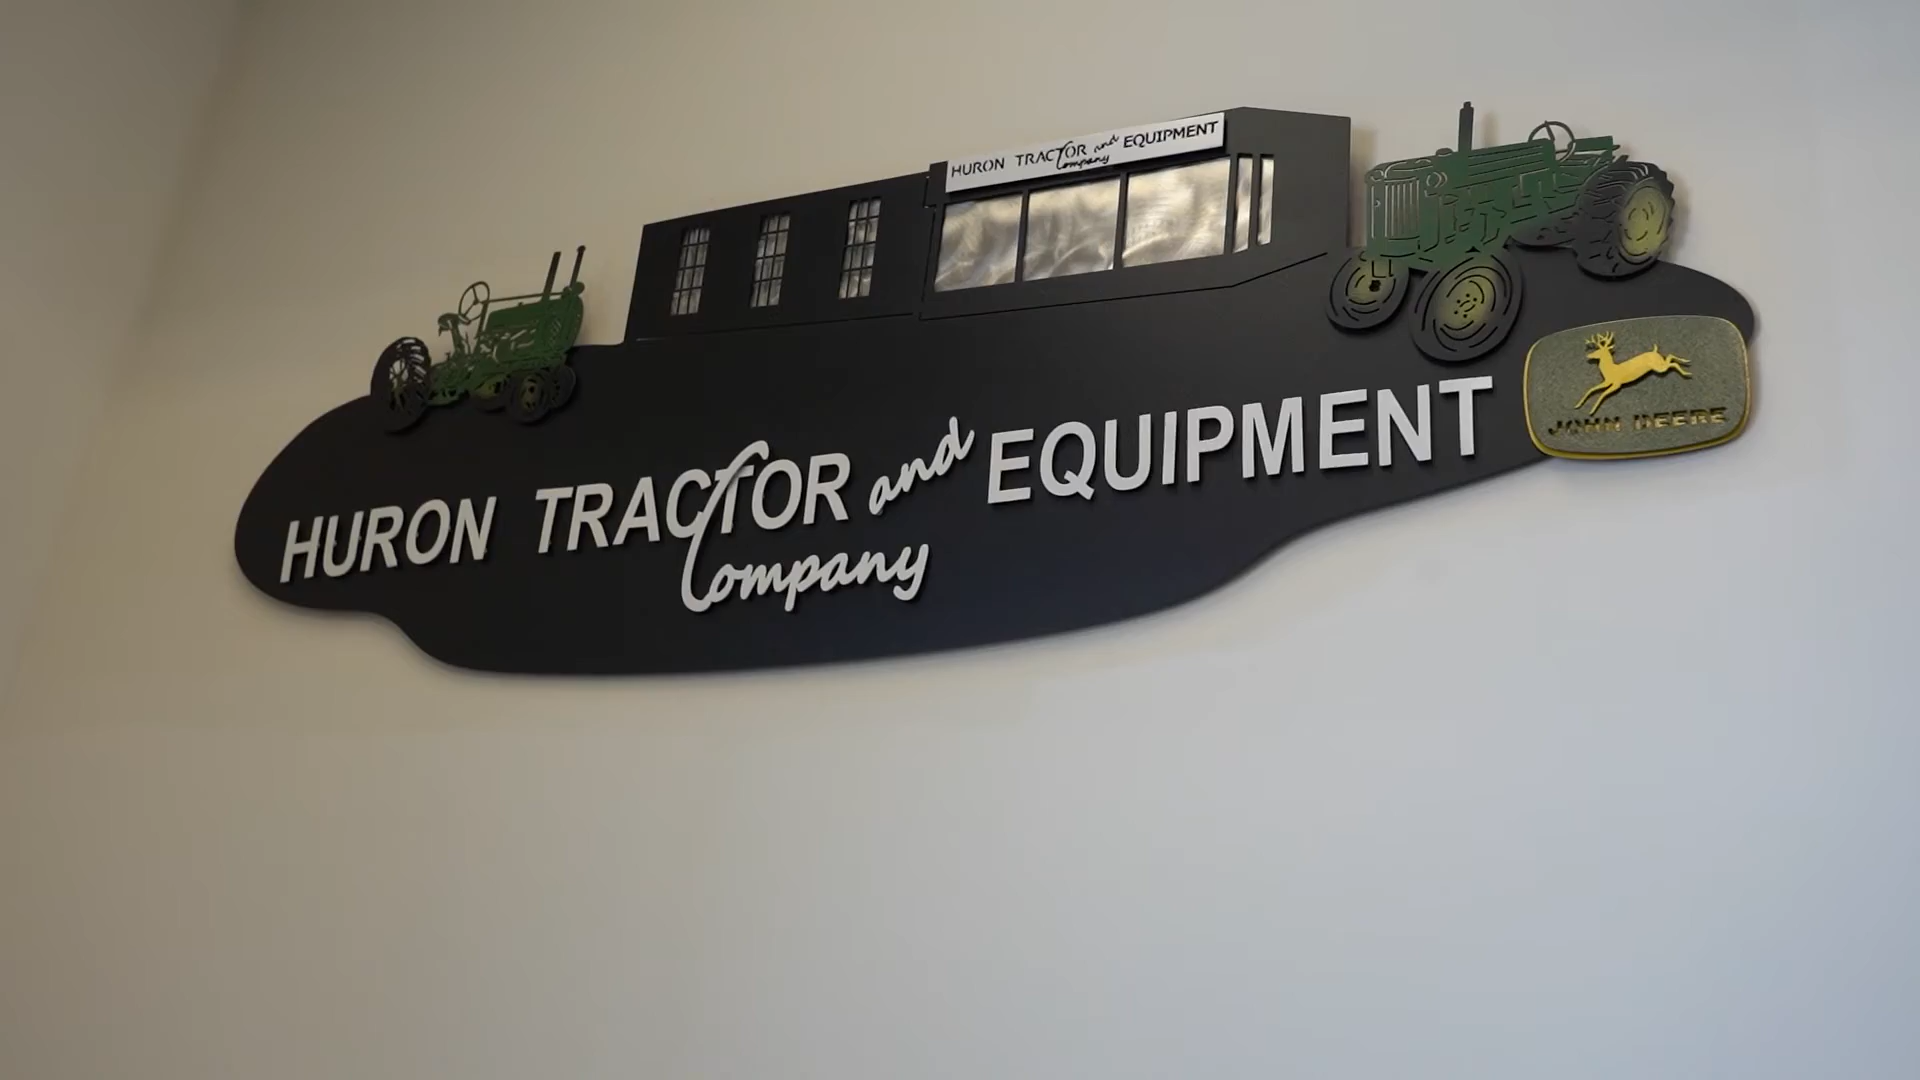 HURON TRACTOR and EQUIPMENT
Company
HURON TRACTOR and EQUIPMENT
Company
JOHN DEERE